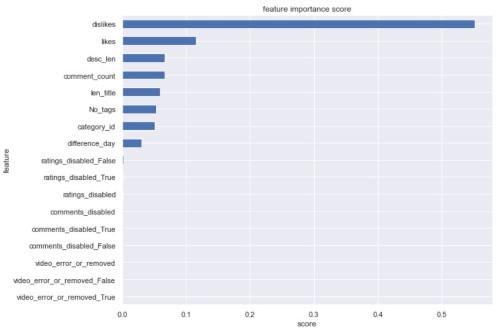 feature importance score
dislikes
likes
desc_len
comment_count
len_title
No_tags
category_id
difference_day
ratings_disabled_False
ratings_disabled_True
ratings_disabled
comments_disabled
comments_disabled_True
comments_disabled_False
video_error_or_removed
video_error_or_removed_False
video_error_or_removed_True
feature
0.0 0.1 0.2 0.3 0.4 0.5
score